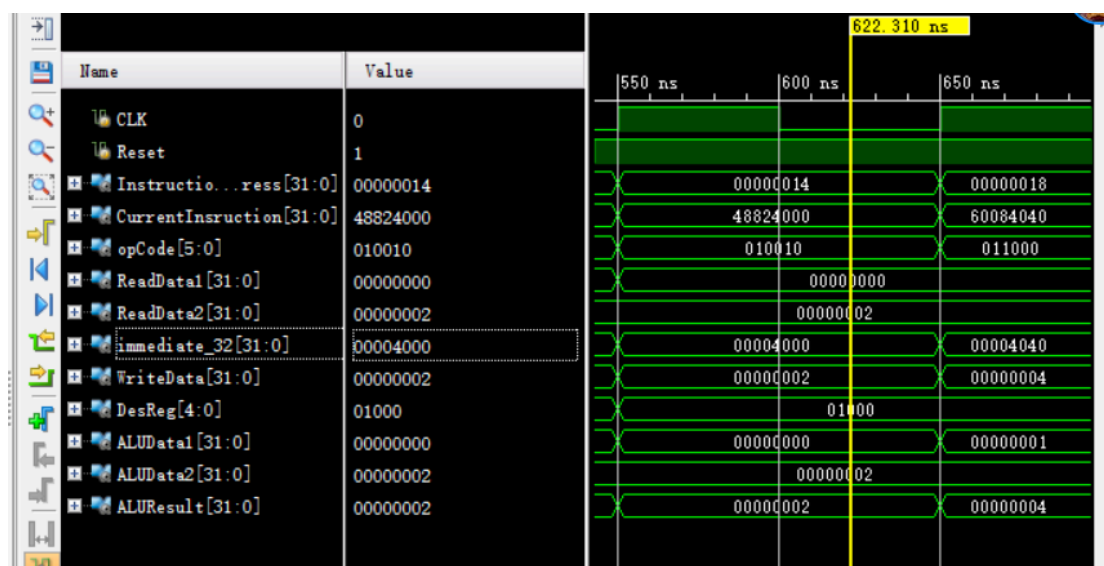 622.310 ns
Name Value 550 ns 600 ns 650 ns
CLK 0
Reset 1
Instructio...ress[31:0] 00000014 00000014 00000018
CurrentInsruction[31:0] 48824000 48824000 60084040
opCode[5:0] 010010 010010 011000
ReadData1[31:0] 00000000 00000000
ReadData2[31:0] 00000002 00000002
immediate_32[31:0] 00004000 00004000 00004040
WriteData[31:0] 00000002 00000002 00000004
DesReg[4:0] 01000 01000
ALUData1[31:0] 00000000 00000000 00000001
ALUData2[31:0] 00000002 00000002
ALUResult[31:0] 00000002 00000002 00000004